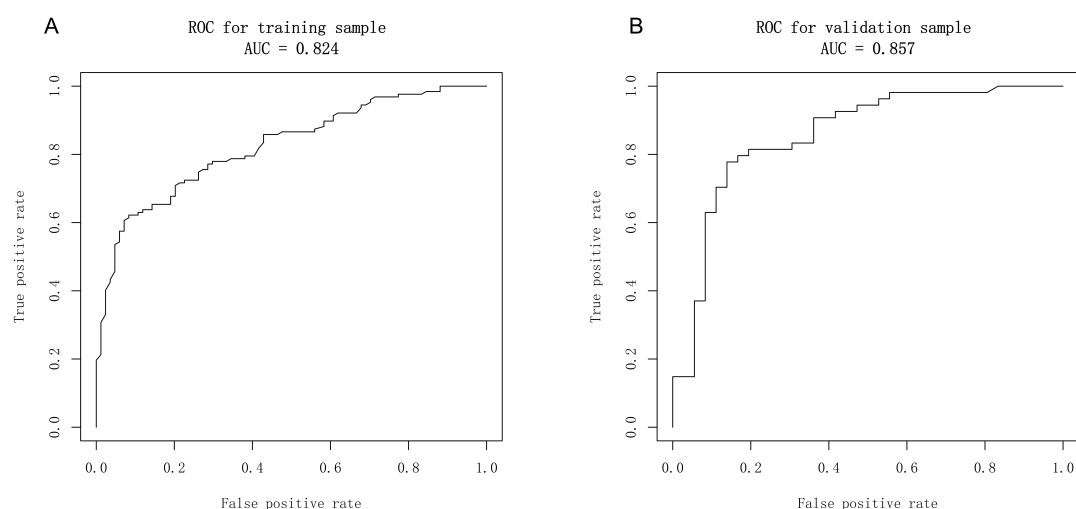 A
ROC for training sample
AUC = 0.824
True positive rate
1.0
0.8
0.6
0.4
0.2
0.0
0.0 0.2 0.4 0.6 0.8 1.0
False positive rate
B
ROC for validation sample
AUC = 0.857
True positive rate
1.0
0.8
0.6
0.4
0.2
0.0
0.0 0.2 0.4 0.6 0.8 1.0
False positive rate